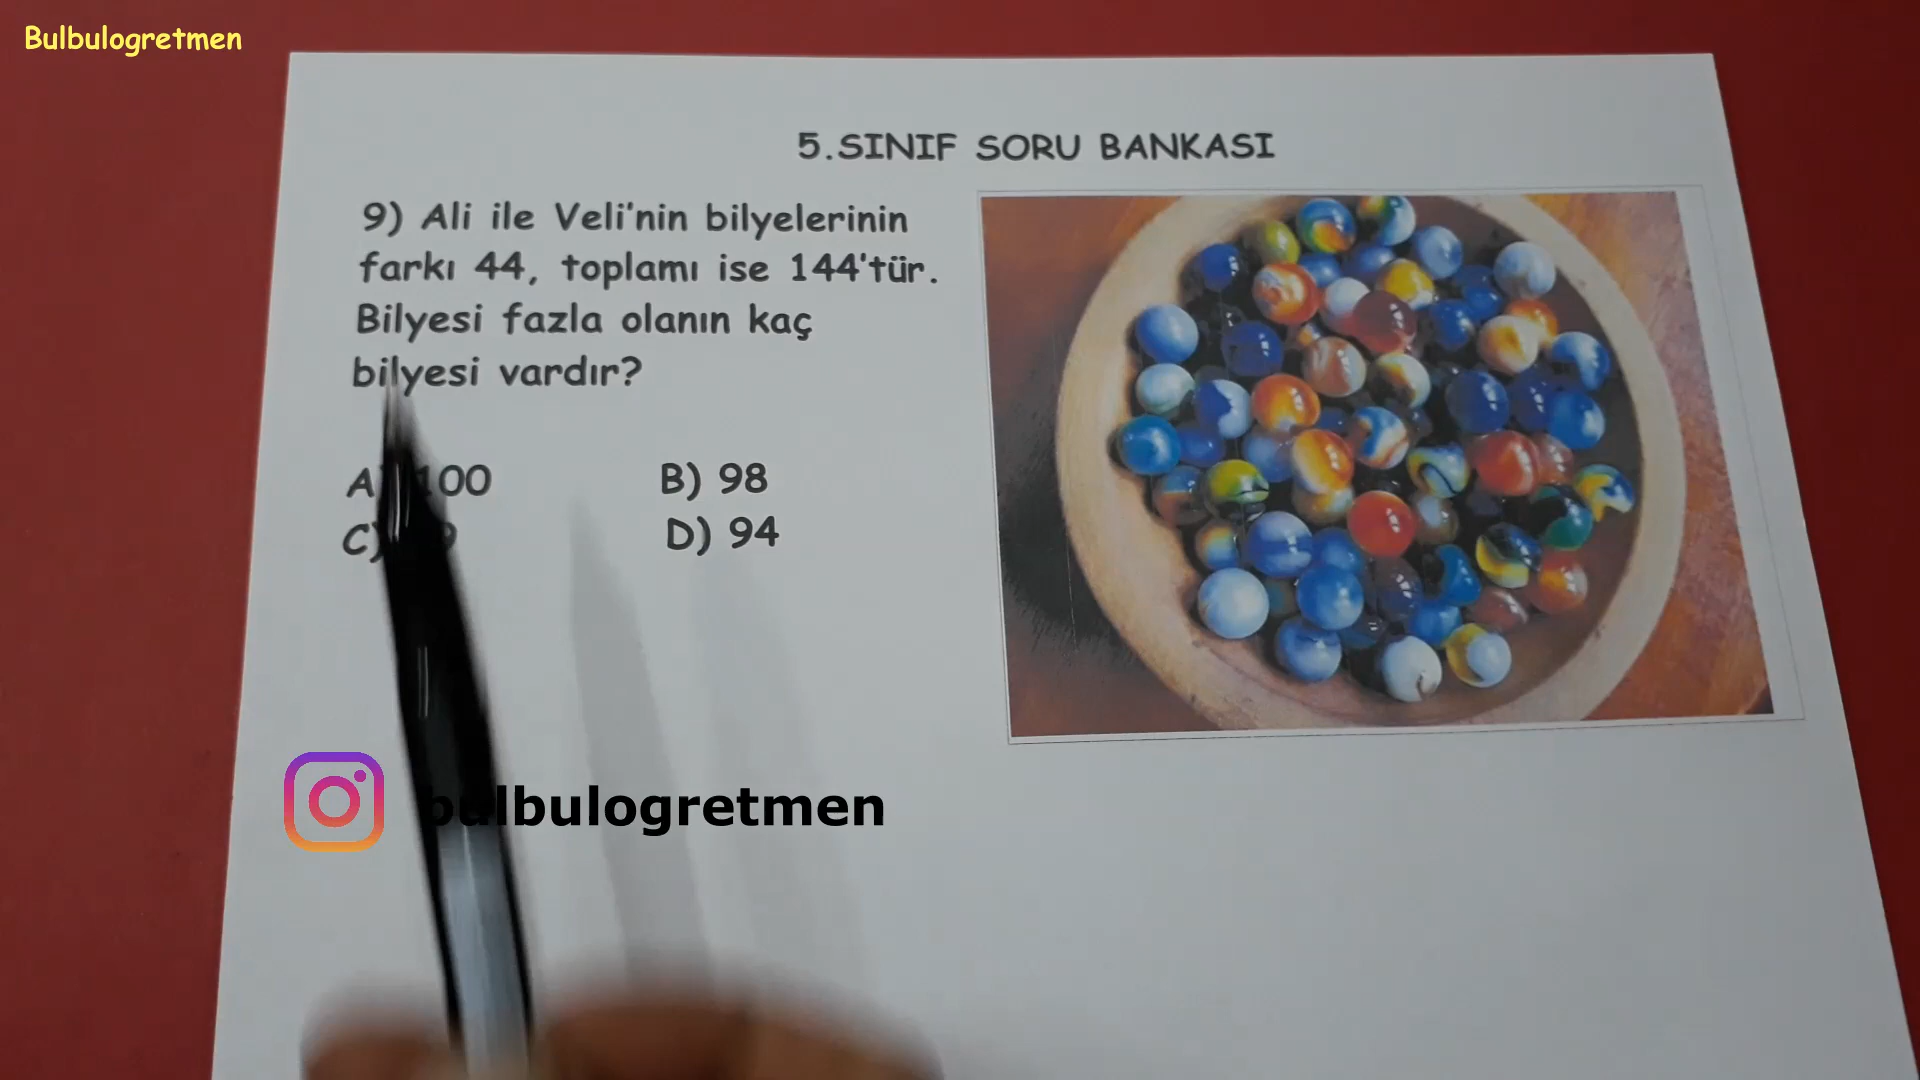 Bulbulogretmen
5.SINIF SORU BANKASI
9) Ali ile Veli'nin bilyelerinin
farkı 44, toplamı ise 144'tür.
Bilyesi fazla olanın kaç
bilyesi vardır?
A) 100 B) 98
C) D) 94
bulbulogretmen